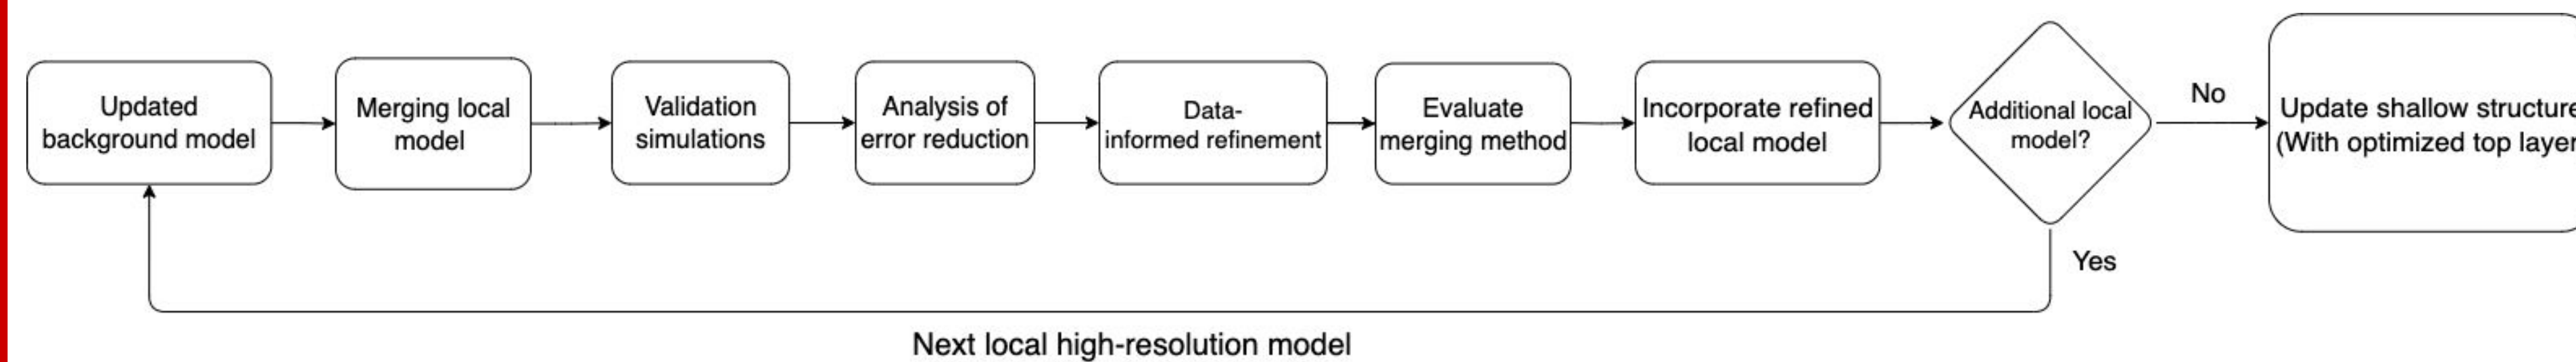 Updated
background model
Merging local
model
Validation
simulations
Analysis of
error reduction
Data-
informed refinement
Evaluate
merging method
Incorporate refined
local model
Additional local
model?
No
Update shallow structure
(With optimized top layer
Yes
Next local high-resolution model